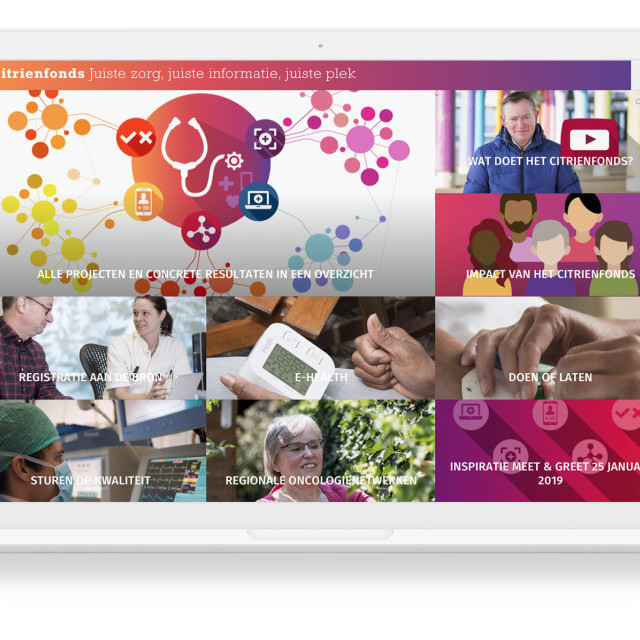 itrienfonds Juiste zorg, juiste informatie, juiste plek
WAT DOET HET CITRIENFONDS?
ALLE PROJECTEN EN CONCRETE RESULTATEN IN EEN OVERZICHT
IMPACT VAN HET CITRIENFONDS
REGISTRATIE AAN DE BRON
E-HEALTH
DOEN OF LATEN
STUREN OP KWALITEIT
REGIONALE ONCOLOGIENETWERKEN
INSPIRATIE MEET & GREET 25 JANUA
2019